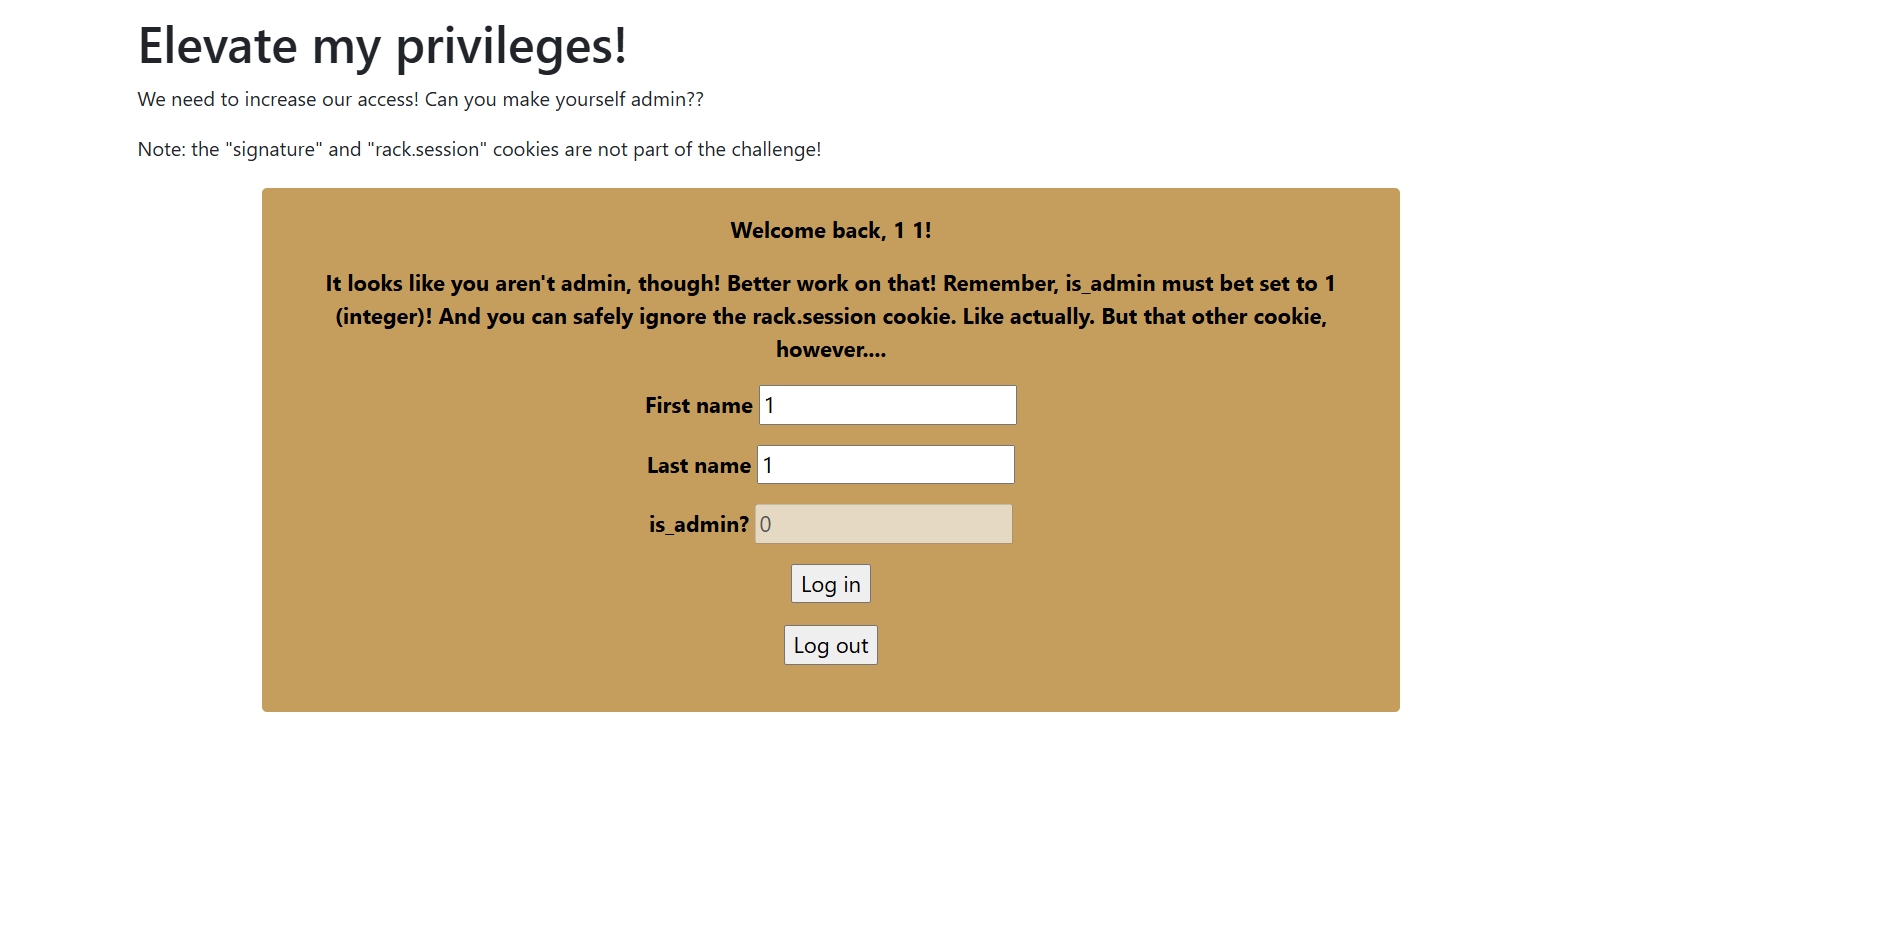 Elevate my privileges!
We need to increase our access! Can you make yourself admin??
Note: the "signature" and "rack.session" cookies are not part of the challenge!
Welcome back, 1 1!
It looks like you aren't admin, though! Better work on that! Remember, is_admin must bet set to 1
(integer)! And you can safely ignore the rack.session cookie. Like actually. But that other cookie,
however....
First name 1
Last name 1
is_admin? 0
Log in
Log out